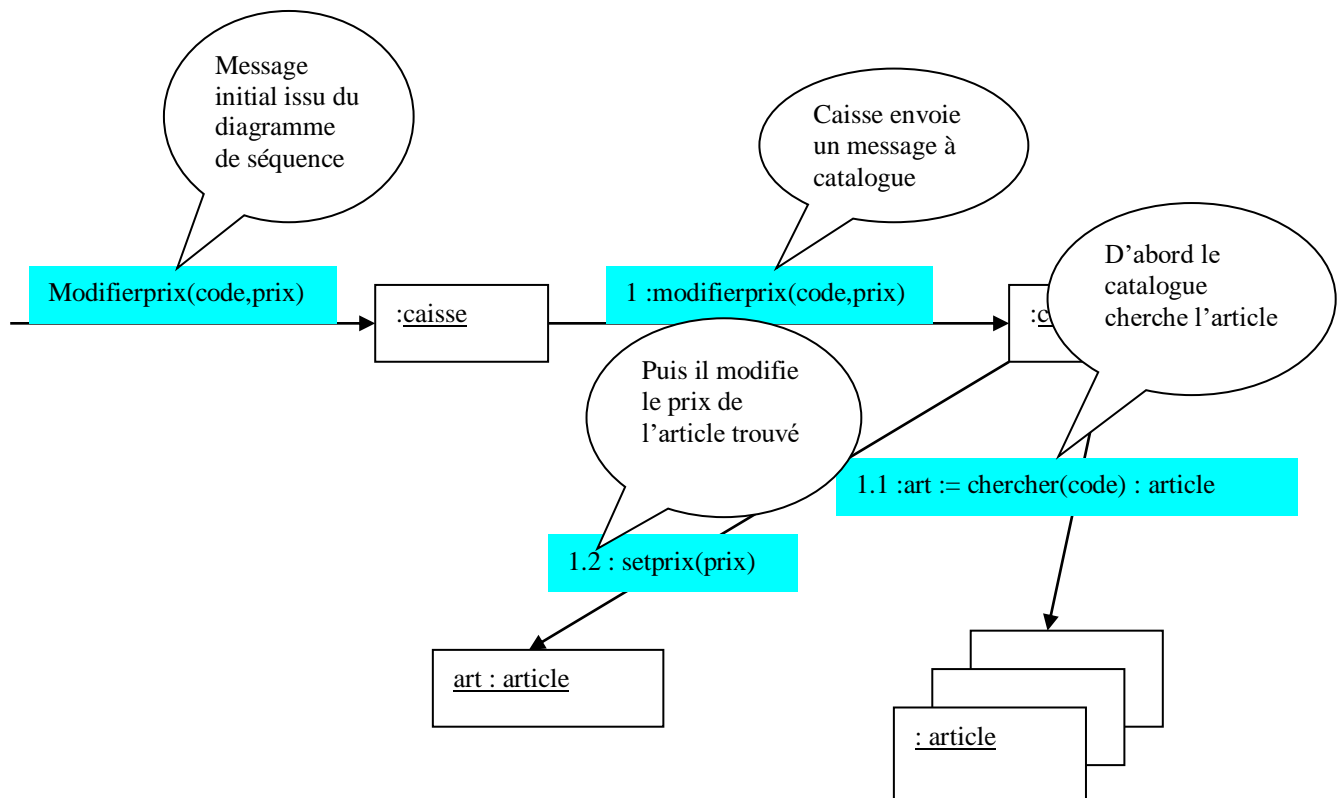 Message
initial issu du
diagramme
de séquence
Caisse envoie
un message à
catalogue
D’abord le
catalogue
cherche l’article
Modifierprix(code,prix)
1 :modifierprix(code,prix)
:caisse
Puis il modifie
le prix de
l’article trouvé
1.1 :art := chercher(code) : article
1.2 : setprix(prix)
art : article
: article